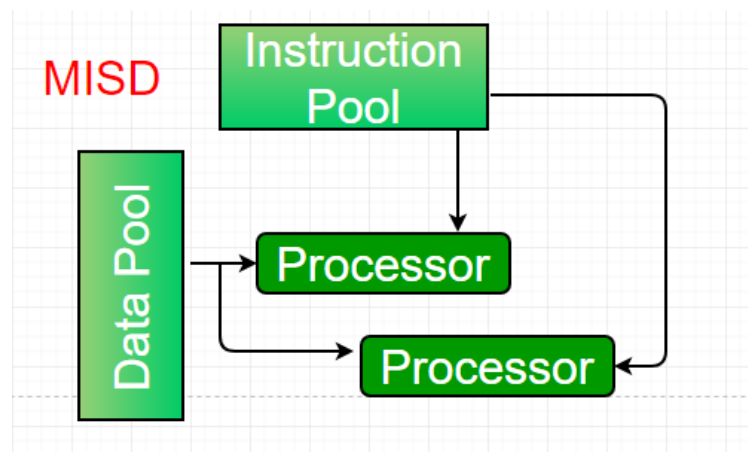 MISD
Instruction
Pool
Data Pool
Processor
Processor